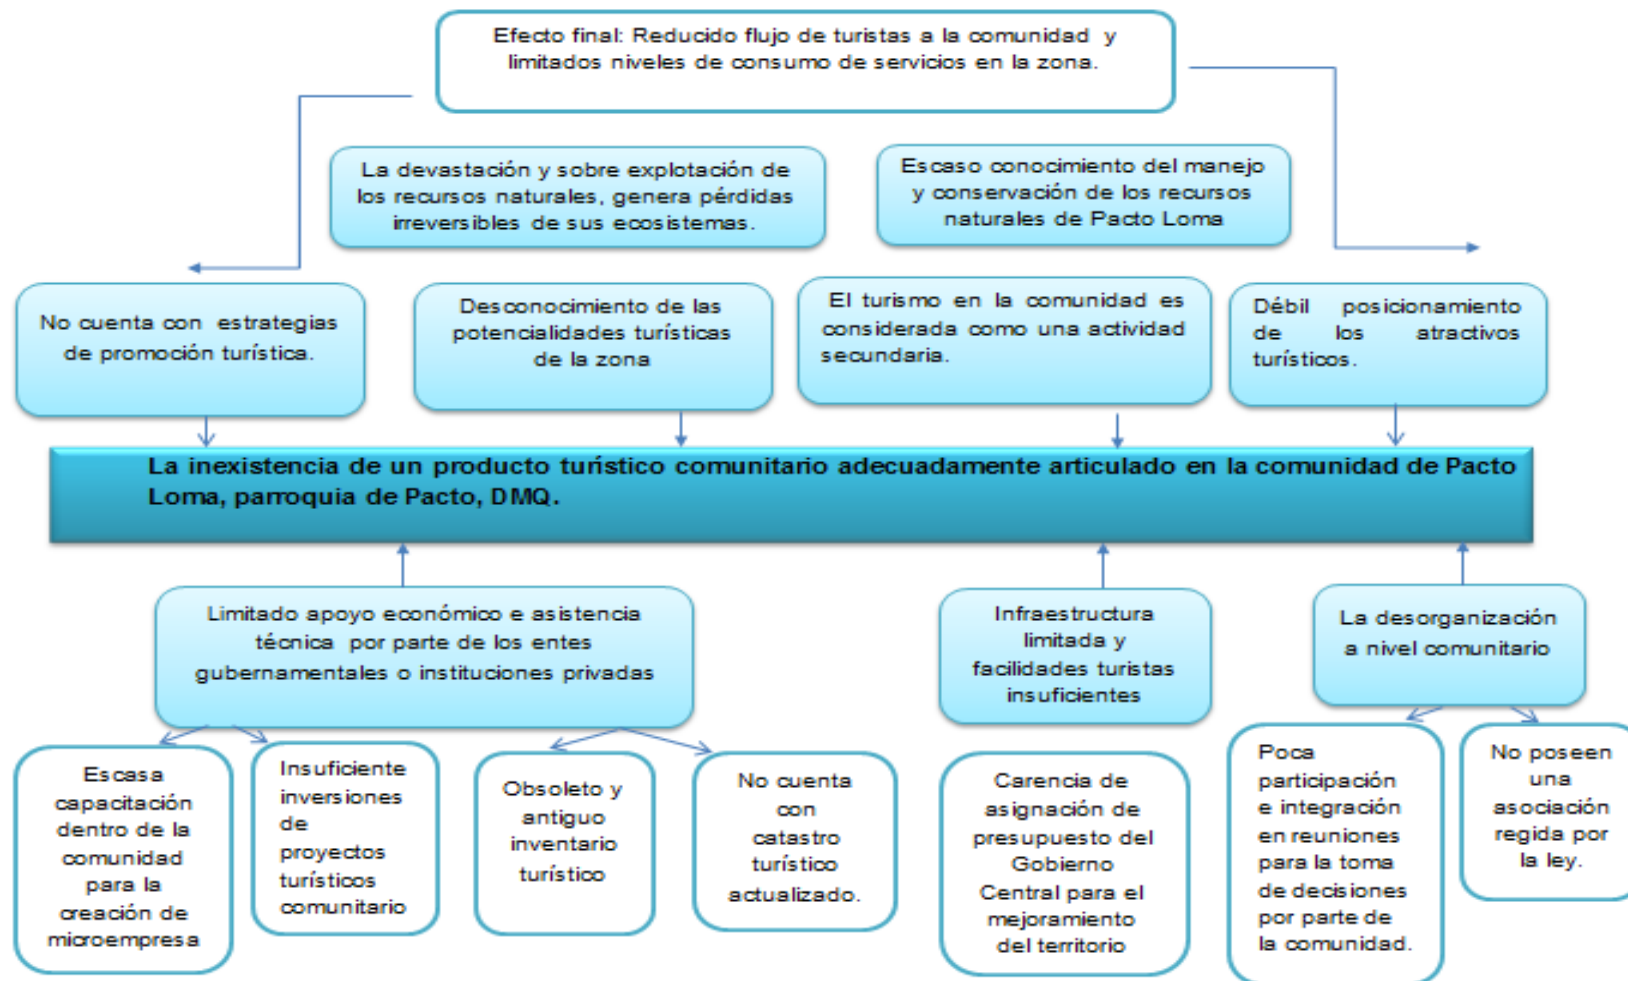 Efecto final: Reducido flujo de turistas a la comunidad y
limitados niveles de consumo de servicios en la zona.
La devastación y sobre explotación de
los recursos naturales, genera pérdidas
irreversibles de sus ecosistemas.
Escaso conocimiento del manejo
y conservación de los recursos
naturales de Pacto Loma
No cuenta con estrategias
de promoción turística.
Desconocimiento de las
potencialidades turísticas
de la zona
El turismo en la comunidad es
considerada como una actividad
secundaria.
Débil posicionamiento
de los atractivos
turísticos.
La inexistencia de un producto turístico comunitario adecuadamente articulado en la comunidad de Pacto
Loma, parroquia de Pacto, DMQ.
Limitado apoyo económico e asistencia
técnica por parte de los entes
gubernamentales o instituciones privadas
Infraestructura
limitada y
facilidades turistas
insuficientes
La desorganización
a nivel comunitario
Escasa
capacitación
dentro de la
comunidad
para la
creación de
microempresa
Insuficiente
inversiones
de
proyectos
turísticos
comunitario
Obsoleto y
antiguo
inventario
turístico
No cuenta
con
catastro
turístico
actualizado.
Carencia de
asignación de
presupuesto del
Gobierno
Central para el
mejoramiento
del territorio
Poca
participación
e integración
en reuniones
para la toma
de decisiones
por parte de
la comunidad.
No poseen
una
asociación
regida por
la ley.